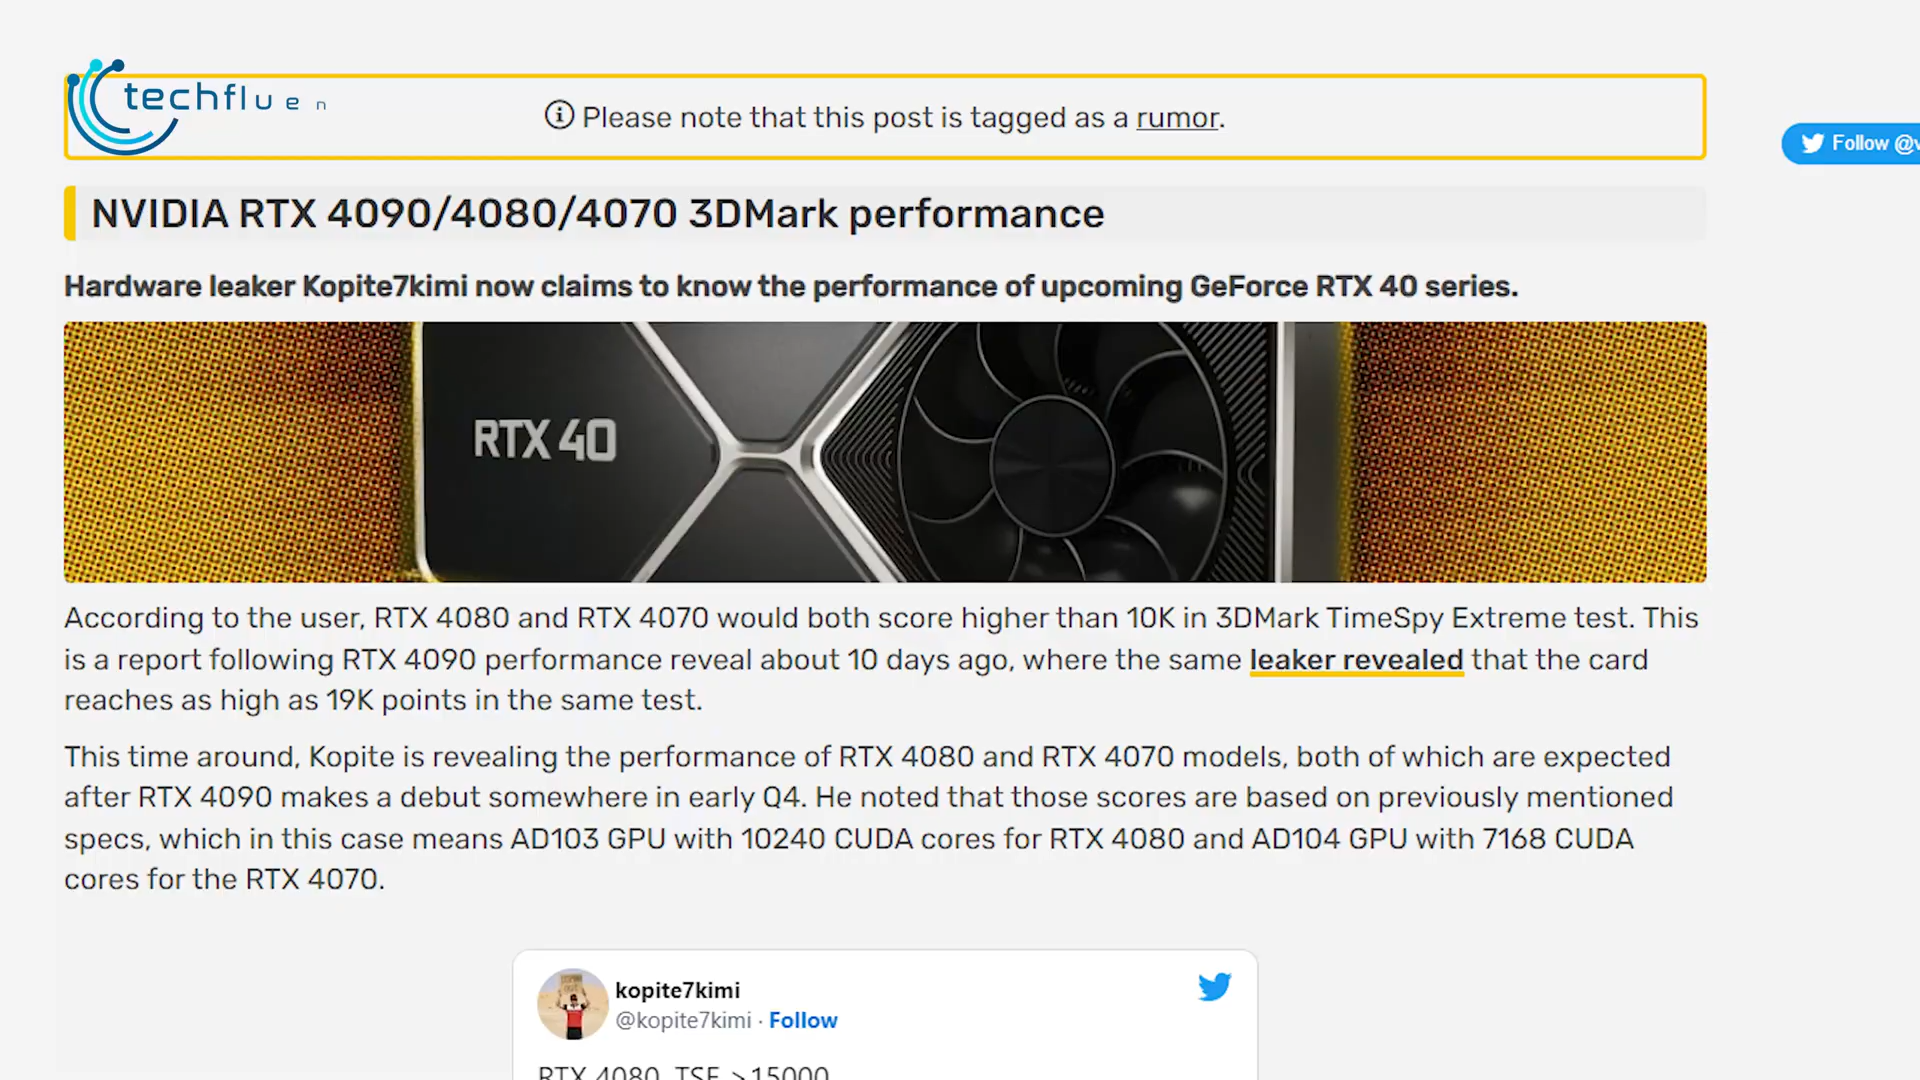 techfluen
Please note that this post is tagged as a rumor.
Follow @v
NVIDIA RTX 4090/4080/4070 3DMark performance
Hardware leaker Kopite7kimi now claims to know the performance of upcoming GeForce RTX 40 series.
RTX 40
According to the user, RTX 4080 and RTX 4070 would both score higher than 10K in 3DMark TimeSpy Extreme test. This
is a report following RTX 4090 performance reveal about 10 days ago, where the same leaker revealed that the card
reaches as high as 19K points in the same test.
This time around, Kopite is revealing the performance of RTX 4080 and RTX 4070 models, both of which are expected
after RTX 4090 makes a debut somewhere in early Q4. He noted that those scores are based on previously mentioned
specs, which in this case means AD103 GPU with 10240 CUDA cores for RTX 4080 and AD104 GPU with 7168 CUDA
cores for the RTX 4070.
kopite7kimi
@kopite7kimi · Follow
RTX 4080, TSE >15000